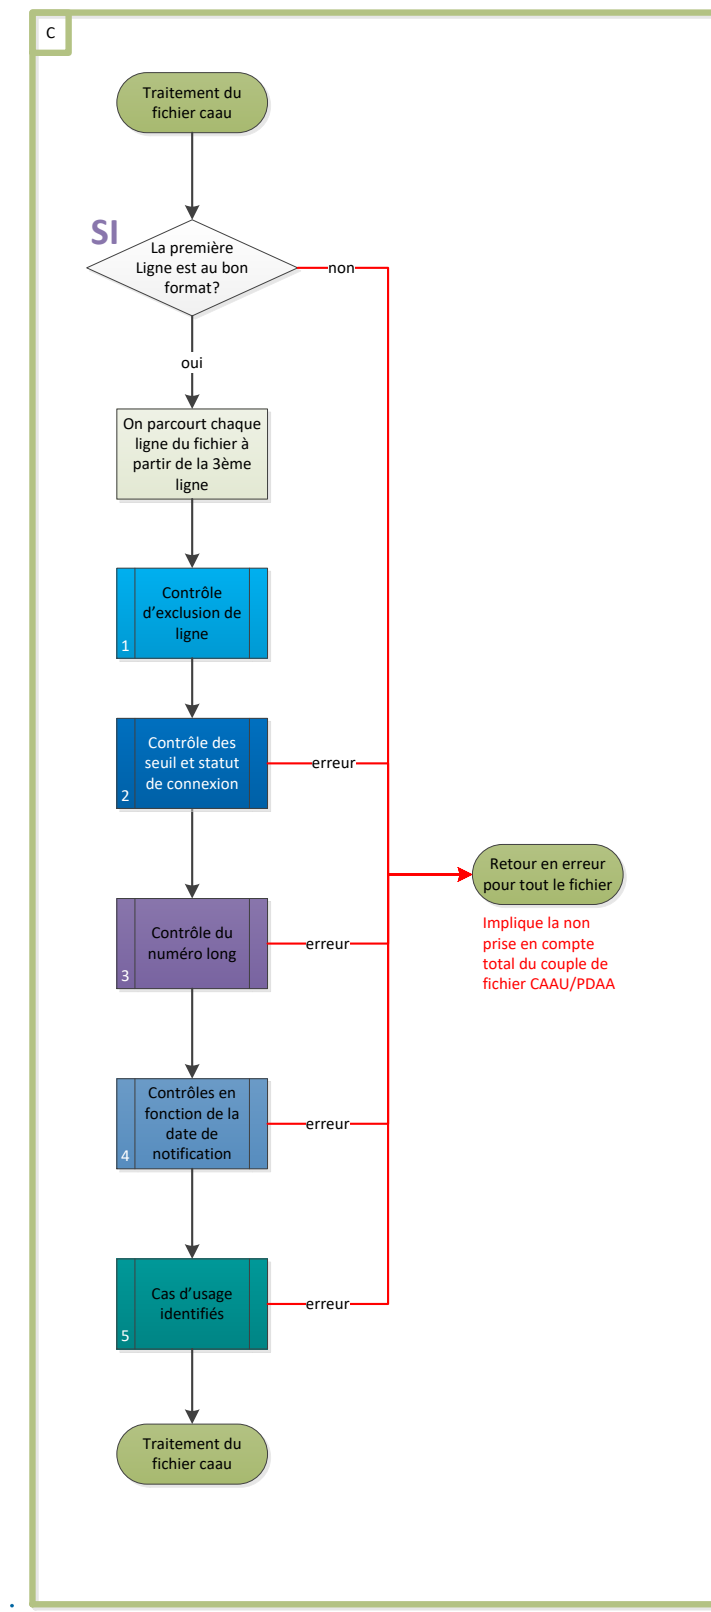 C
Traitement du
fichier caau
SI
La première
Ligne est au bon
format?
non
oui
On parcourt chaque
ligne du fichier à
partir de la 3ème
ligne
Contrôle
d’exclusion de
ligne
1
Contrôle des
seuil et statut
de connexion
2
erreur
Retour en erreur
pour tout le fichier
Implique la non
prise en compte
total du couple de
fichier CAAU/PDAA
Contrôle du
numéro long
3
erreur
Contrôles en
fonction de la
date de
notification
4
erreur
Cas d’usage
identifiés
5
erreur
Traitement du
fichier caau